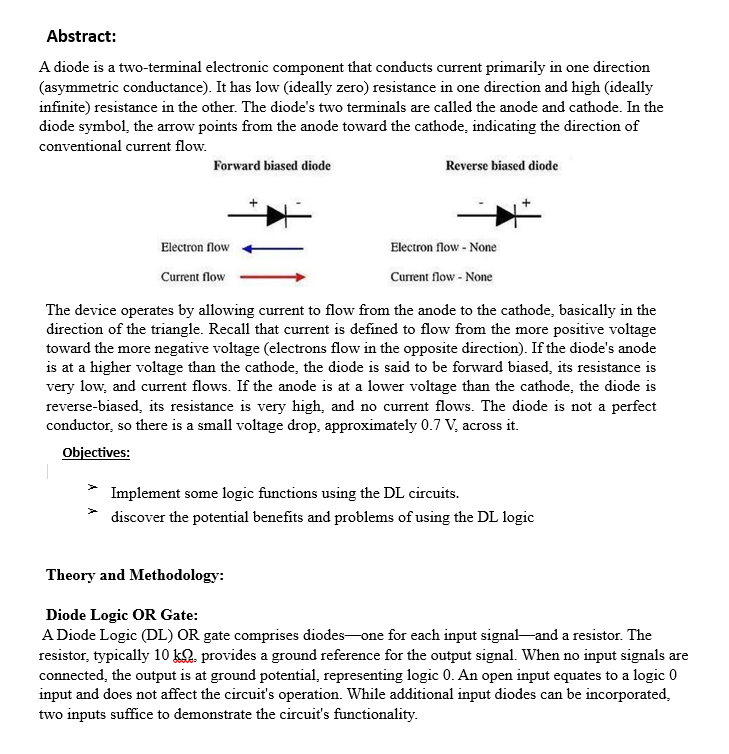 Abstract:
A diode is a two-terminal electronic component that conducts current primarily in one direction
(asymmetric conductance). It has low (ideally zero) resistance in one direction and high (ideally
infinite) resistance in the other. The diode's two terminals are called the anode and cathode. In the
diode symbol, the arrow points from the anode toward the cathode, indicating the direction of
conventional current flow.
Forward biased diode Reverse biased diode
+ - - +
Electron flow Electron flow - None
Current flow Current flow - None
The device operates by allowing current to flow from the anode to the cathode, basically in the
direction of the triangle. Recall that current is defined to flow from the more positive voltage
toward the more negative voltage (electrons flow in the opposite direction). If the diode's anode
is at a higher voltage than the cathode, the diode is said to be forward biased, its resistance is
very low, and current flows. If the anode is at a lower voltage than the cathode, the diode is
reverse-biased, its resistance is very high, and no current flows. The diode is not a perfect
conductor, so there is a small voltage drop, approximately 0.7 V, across it.
Objectives:
➢ Implement some logic functions using the DL circuits.
➢ discover the potential benefits and problems of using the DL logic
Theory and Methodology:
Diode Logic OR Gate:
A Diode Logic (DL) OR gate comprises diodes—one for each input signal—and a resistor. The
resistor, typically 10 kΩ, provides a ground reference for the output signal. When no input signals are
connected, the output is at ground potential, representing logic 0. An open input equates to a logic 0
input and does not affect the circuit's operation. While additional input diodes can be incorporated,
two inputs suffice to demonstrate the circuit's functionality.